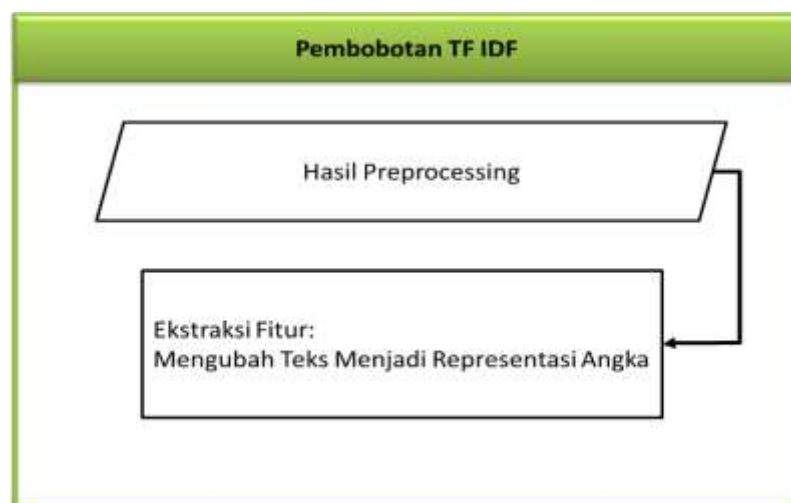 Pembobotan TF IDF
Hasil Preprocessing
Ekstraksi Fitur:
Mengubah Teks Menjadi Representasi Angka